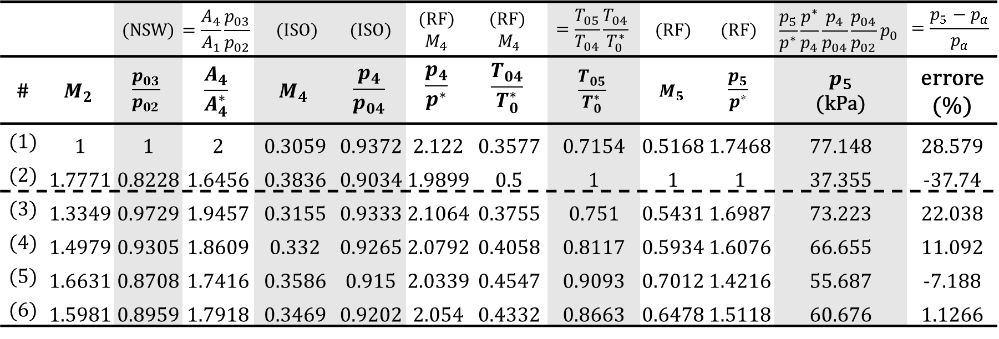 (NSW) $= \frac{A_4}{A_1}\frac{p_{03}}{p_{02}}$ (ISO) (ISO) (RF) $M_4$ (RF) $M_4$ $= \frac{T_{05}}{T_{04}}\frac{T_{04}}{T_0^*}$ (RF) (RF) $\frac{p_5}{p^*}\frac{p^*}{p_4}\frac{p_4}{p_{04}}\frac{p_{04}}{p_{02}}p_0$ $= \frac{p_5 - p_a}{p_a}$
# $M_2$ $\frac{p_{03}}{p_{02}}$ $\frac{A_4}{A_4^*}$ $M_4$ $\frac{p_4}{p_{04}}$ $\frac{p_4}{p^*}$ $\frac{T_{04}}{T_0^*}$ $\frac{T_{05}}{T_0^*}$ $M_5$ $\frac{p_5}{p^*}$ $p_5$ (kPa) errore (%)
(1) 1 1 2 0.3059 0.9372 2.122 0.3577 0.7154 0.5168 1.7468 77.148 28.579
(2) 1.7771 0.8228 1.6456 0.3836 0.9034 1.9899 0.5 1 1 1 37.355 -37.74
(3) 1.3349 0.9729 1.9457 0.3155 0.9333 2.1064 0.3755 0.751 0.5431 1.6987 73.223 22.038
(4) 1.4979 0.9305 1.8609 0.332 0.9265 2.0792 0.4058 0.8117 0.5934 1.6076 66.655 11.092
(5) 1.6631 0.8708 1.7416 0.3586 0.915 2.0339 0.4547 0.9093 0.7012 1.4216 55.687 -7.188
(6) 1.5981 0.8959 1.7918 0.3469 0.9202 2.054 0.4332 0.8663 0.6478 1.5118 60.676 1.1266